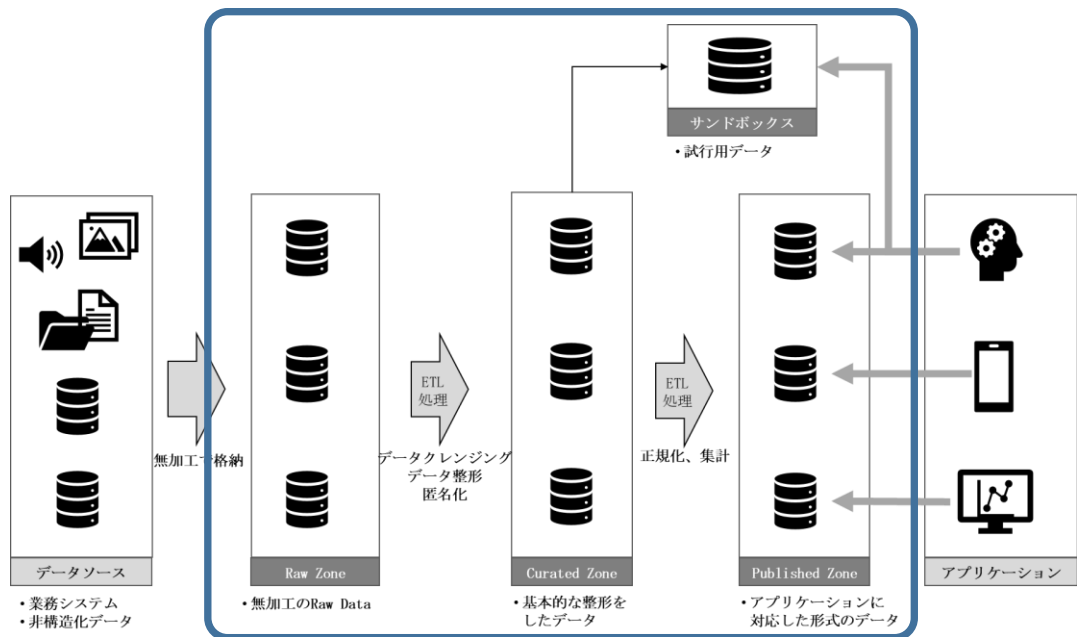 サンドボックス
・試行用データ
無加工で格納
ETL
処理
データクレンジング
データ整形
匿名化
ETL
処理
正規化、集計
データソース
Raw Zone
Curated Zone
Published Zone
アプリケーション
・業務システム
・非構造化データ
・無加工のRaw Data
・基本的な整形を
したデータ
・アプリケーションに
対応した形式のデータ